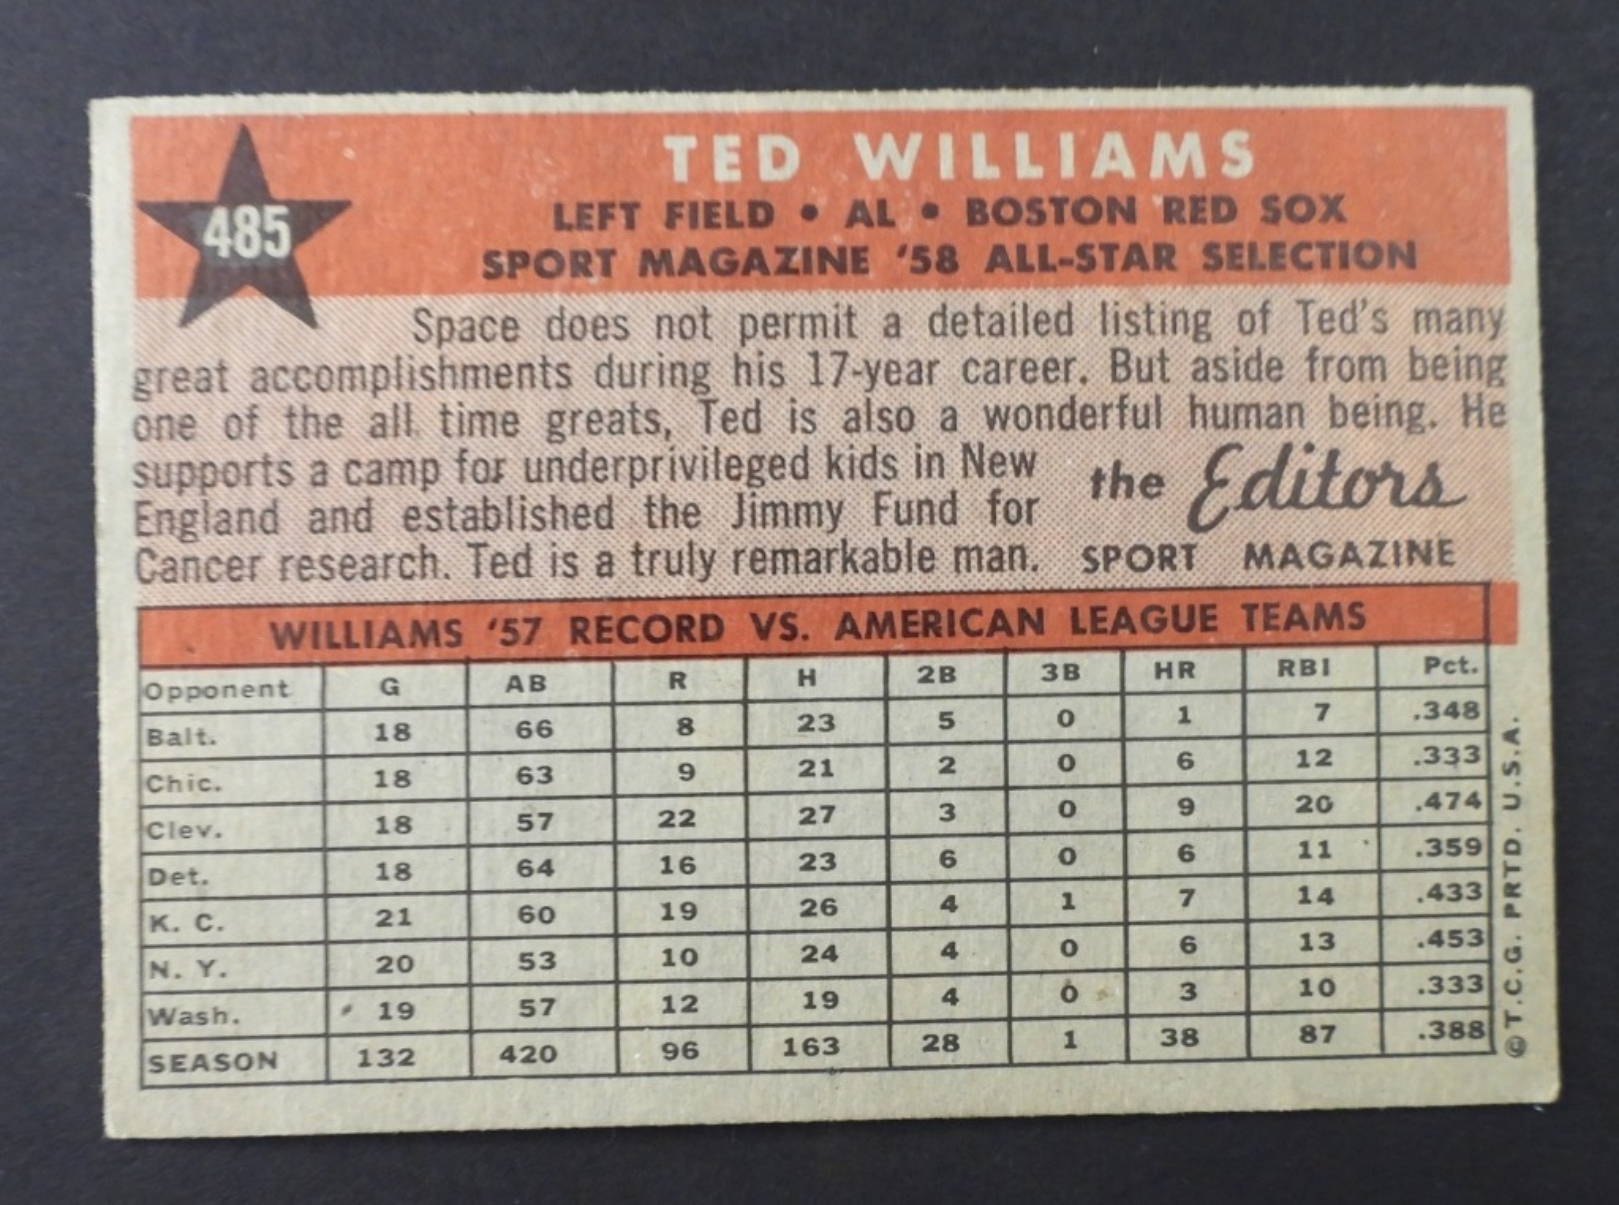 485
TED WILLIAMS
LEFT FIELD • AL • BOSTON RED SOX
SPORT MAGAZINE '58 ALL-STAR SELECTION
Space does not permit a detailed listing of Ted's many
great accomplishments during his 17-year career. But aside from being
one of the all time greats, Ted is also a wonderful human being. He
supports a camp for underprivileged kids in New
England and established the Jimmy Fund for
Cancer research. Ted is a truly remarkable man.
the Editors
SPORT MAGAZINE
WILLIAMS '57 RECORD VS. AMERICAN LEAGUE TEAMS
Opponent G AB R H 2B 3B HR RBI Pct.
Balt. 18 66 8 23 5 0 1 7 .348
Chic. 18 63 9 21 2 0 6 12 .333
Clev. 18 57 22 27 3 0 9 20 .474
Det. 18 64 16 23 6 0 6 11 .359
K. C. 21 60 19 26 4 1 7 14 .433
N. Y. 20 53 10 24 4 0 6 13 .453
Wash. 19 57 12 19 4 0 3 10 .333
SEASON 132 420 96 163 28 1 38 87 .388
© T.C.G. PRTD. U.S.A.